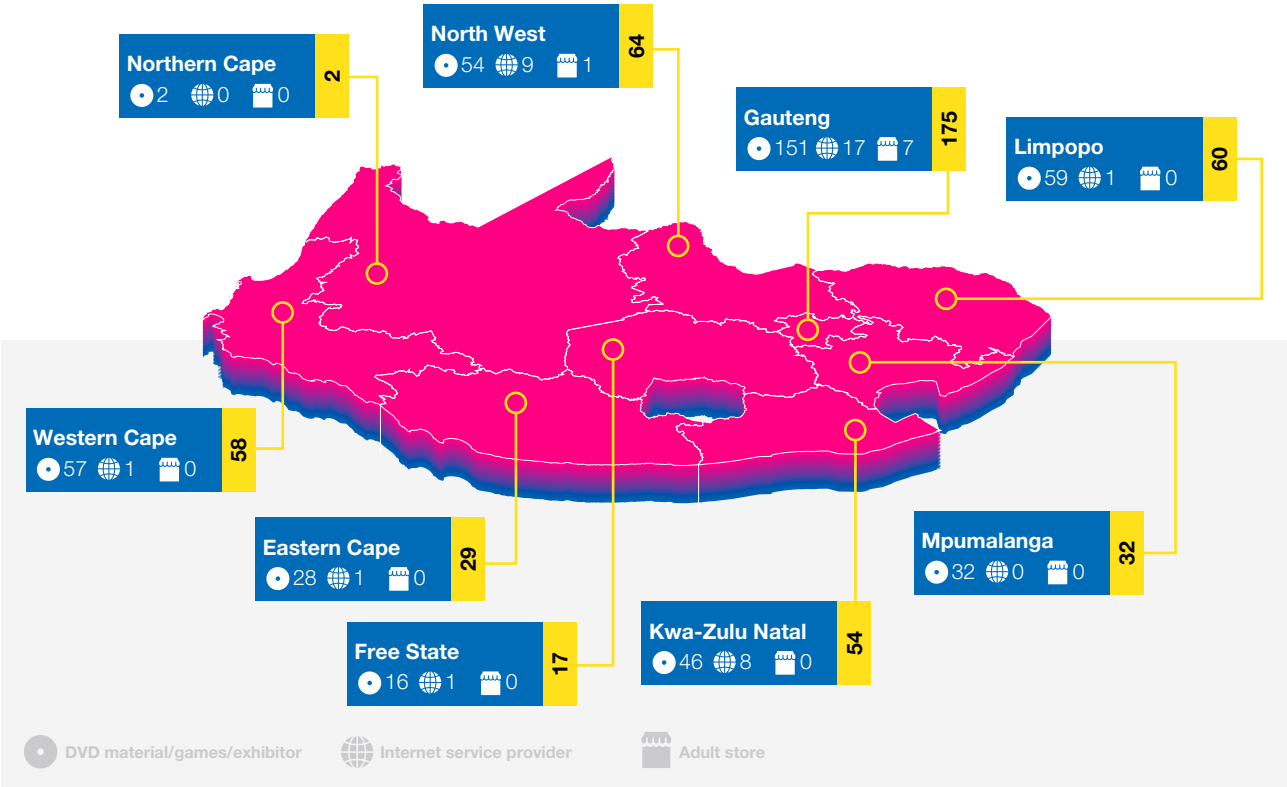 North West
54 9 1
64
Northern Cape
2 0 0
2
Gauteng
151 17 7
175
Limpopo
59 1 0
60
Western Cape
57 1 0
58
Eastern Cape
28 1 0
29
Mpumalanga
32 0 0
32
Kwa-Zulu Natal
46 8 0
54
Free State
16 1 0
17
DVD material/games/exhibitor
Internet service provider
Adult store